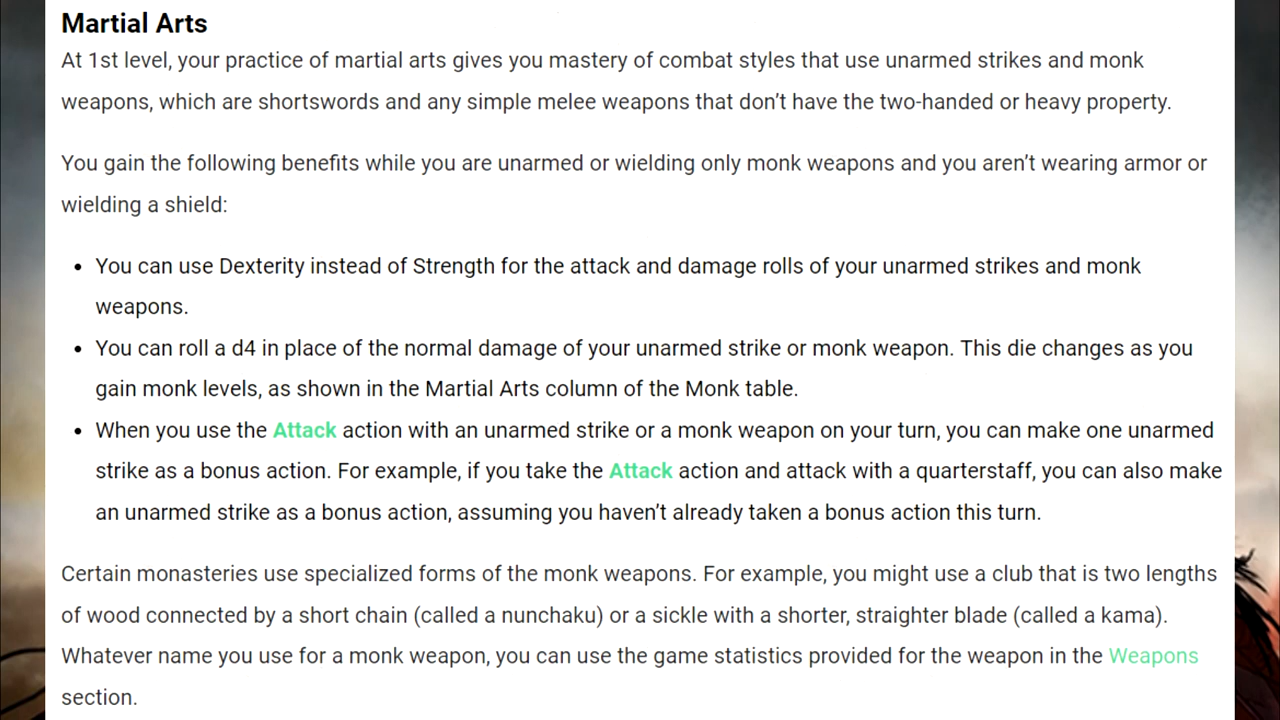 Martial Arts
At 1st level, your practice of martial arts gives you mastery of combat styles that use unarmed strikes and monk
weapons, which are shortswords and any simple melee weapons that don’t have the two-handed or heavy property.
You gain the following benefits while you are unarmed or wielding only monk weapons and you aren’t wearing armor or
wielding a shield:
• You can use Dexterity instead of Strength for the attack and damage rolls of your unarmed strikes and monk
weapons.
• You can roll a d4 in place of the normal damage of your unarmed strike or monk weapon. This die changes as you
gain monk levels, as shown in the Martial Arts column of the Monk table.
• When you use the Attack action with an unarmed strike or a monk weapon on your turn, you can make one unarmed
strike as a bonus action. For example, if you take the Attack action and attack with a quarterstaff, you can also make
an unarmed strike as a bonus action, assuming you haven’t already taken a bonus action this turn.
Certain monasteries use specialized forms of the monk weapons. For example, you might use a club that is two lengths
of wood connected by a short chain (called a nunchaku) or a sickle with a shorter, straighter blade (called a kama).
Whatever name you use for a monk weapon, you can use the game statistics provided for the weapon in the Weapons
section.